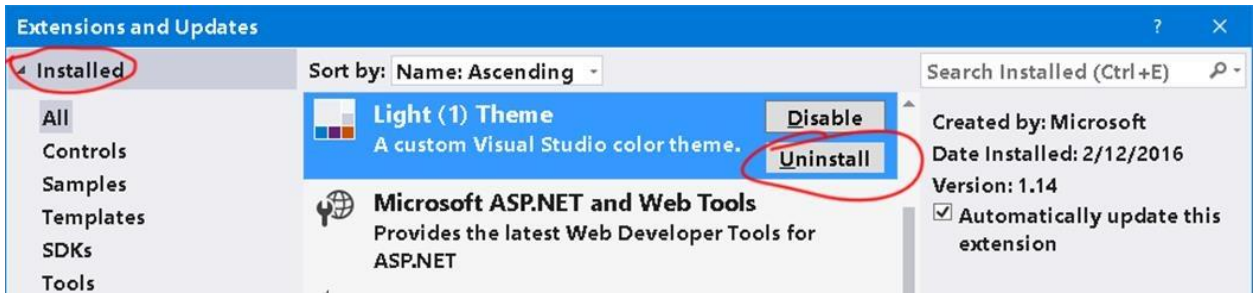 Extensions and Updates
?
Installed
Sort by: Name: Ascending
Search Installed (Ctrl+E)
All
Controls
Samples
Templates
SDKs
Tools
Light (1) Theme
A custom Visual Studio color theme.
Disable
Uninstall
Microsoft ASP.NET and Web Tools
Provides the latest Web Developer Tools for
ASP.NET
Created by: Microsoft
Date Installed: 2/12/2016
Version: 1.14
Automatically update this
extension